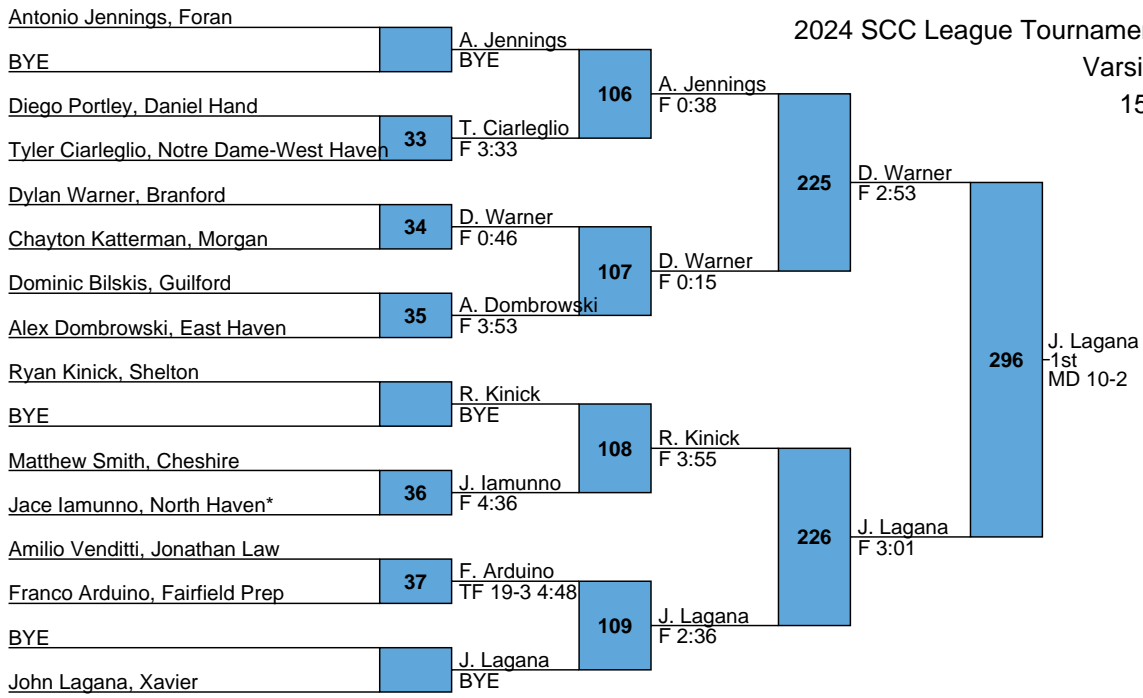 2024 SCC League Tournamen
Varsi
15
Antonio Jennings, Foran
BYE
Diego Portley, Daniel Hand
Tyler Ciarleglio, Notre Dame-West Haven
Dylan Warner, Branford
Chayton Katterman, Morgan
Dominic Bilskis, Guilford
Alex Dombrowski, East Haven
Ryan Kinick, Shelton
BYE
Matthew Smith, Cheshire
Jace Iamunno, North Haven*
Amilio Venditti, Jonathan Law
Franco Arduino, Fairfield Prep
BYE
John Lagana, Xavier
33
34
35
36
37
A. Jennings
BYE
T. Ciarleglio
F 3:33
D. Warner
F 0:46
A. Dombrowski
F 3:53
R. Kinick
BYE
J. Iamunno
F 4:36
F. Arduino
TF 19-3 4:48
J. Lagana
BYE
106
107
108
109
A. Jennings
F 0:38
D. Warner
F 0:15
R. Kinick
F 3:55
J. Lagana
F 2:36
225
226
D. Warner
F 2:53
J. Lagana
F 3:01
296
J. Lagana
1st
MD 10-2